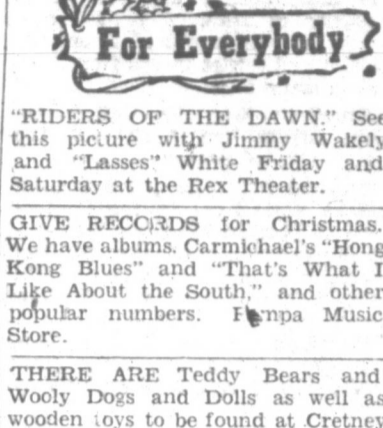 For Everybody
"RIDERS OF THE DAWN." See
this picture with Jimmy Wakely
and "Lasses" White Friday and
Saturday at the Rex Theater.
GIVE RECORDS for Christmas.
We have albums. Carmichael's "Hong
Kong Blues" and "That's What I
Like About the South," and other
popular numbers. Music
Store.
THERE ARE Teddy Bears and
Wooly Dogs and Dolls as well as
wooden toys to be found at Cretney